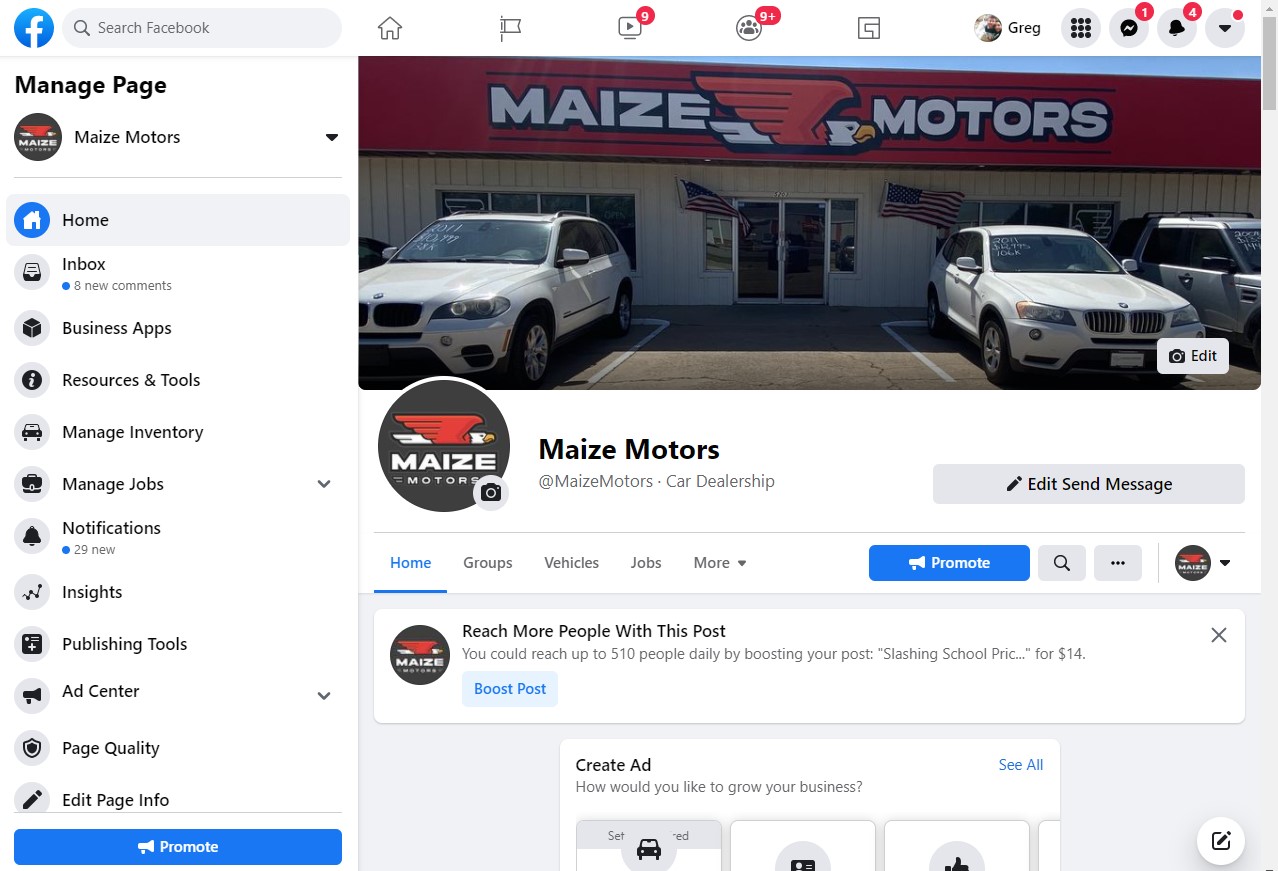 Search Facebook
9
9+
Greg
1
4
Manage Page
MAIZE
MOTORS
Maize Motors
Home
Inbox
8 new comments
Business Apps
Resources & Tools
Manage Inventory
Manage Jobs
Notifications
29 new
Insights
Publishing Tools
Ad Center
Page Quality
Edit Page Info
Promote
MAIZE MOTORS
2011
2011
$12,995
106K
Edit
MAIZE
MOTORS
Maize Motors
@MaizeMotors · Car Dealership
Edit Send Message
Home
Groups
Vehicles
Jobs
More
Promote
MAIZE
MOTORS
MAIZE
MOTORS
Reach More People With This Post
You could reach up to 510 people daily by boosting your post: "Slashing School Pric..." for $14.
Boost Post
Create Ad
See All
How would you like to grow your business?
Set
red